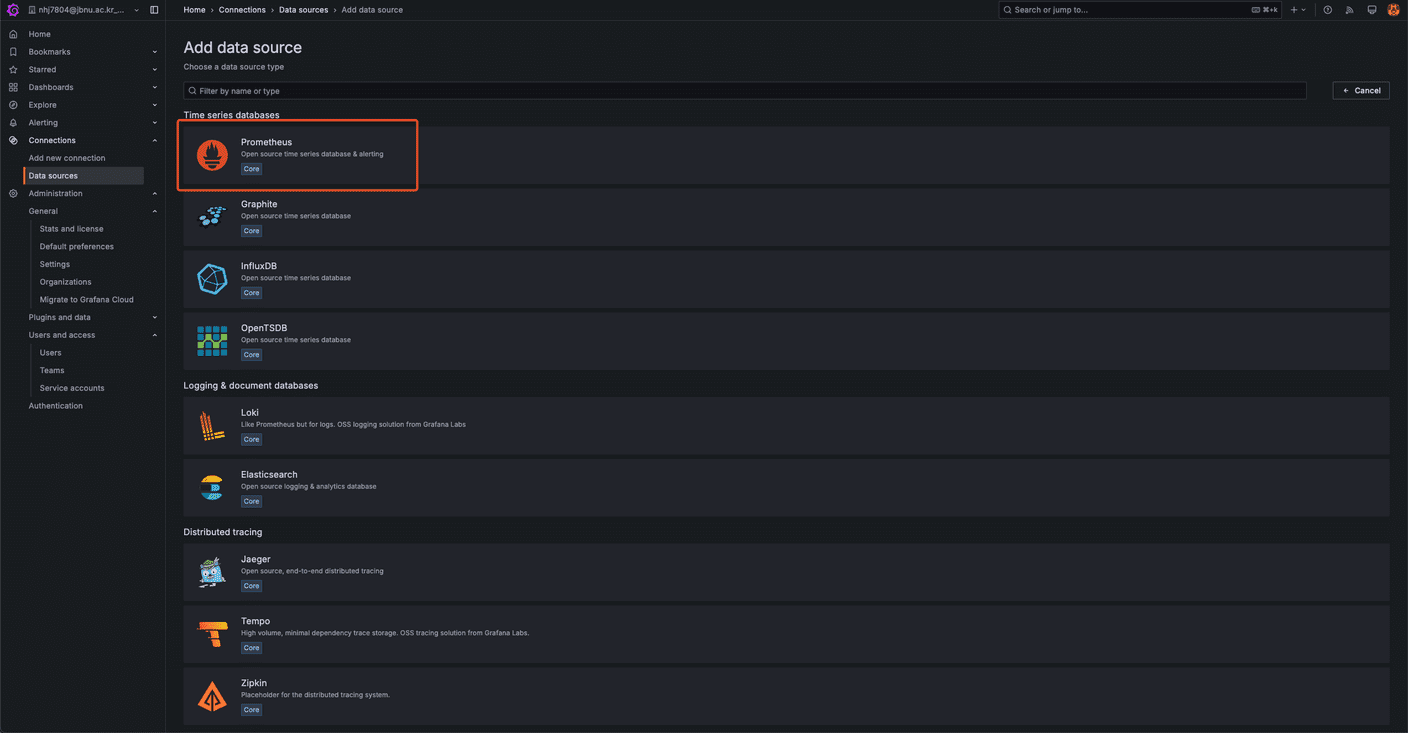 nhj7804@jbnu.ac.kr_...
Home › Connections › Data sources › Add data source
Search or jump to...
⌘+k
Home
Bookmarks
Starred
Dashboards
Explore
Alerting
Connections
Add new connection
Data sources
Administration
General
Stats and license
Default preferences
Settings
Organizations
Migrate to Grafana Cloud
Plugins and data
Users and access
Users
Teams
Service accounts
Authentication
Add data source
Choose a data source type
Filter by name or type
Cancel
Time series databases
Prometheus
Open source time series database & alerting
Core
Graphite
Open source time series database
Core
InfluxDB
Open source time series database
Core
OpenTSDB
Open source time series database
Core
Logging & document databases
Loki
Like Prometheus but for logs. OSS logging solution from Grafana Labs
Core
Elasticsearch
Open source logging & analytics database
Core
Distributed tracing
Jaeger
Open source, end-to-end distributed tracing
Core
Tempo
High volume, minimal dependency trace storage. OSS tracing solution from Grafana Labs.
Core
Zipkin
Placeholder for the distributed tracing system.
Core